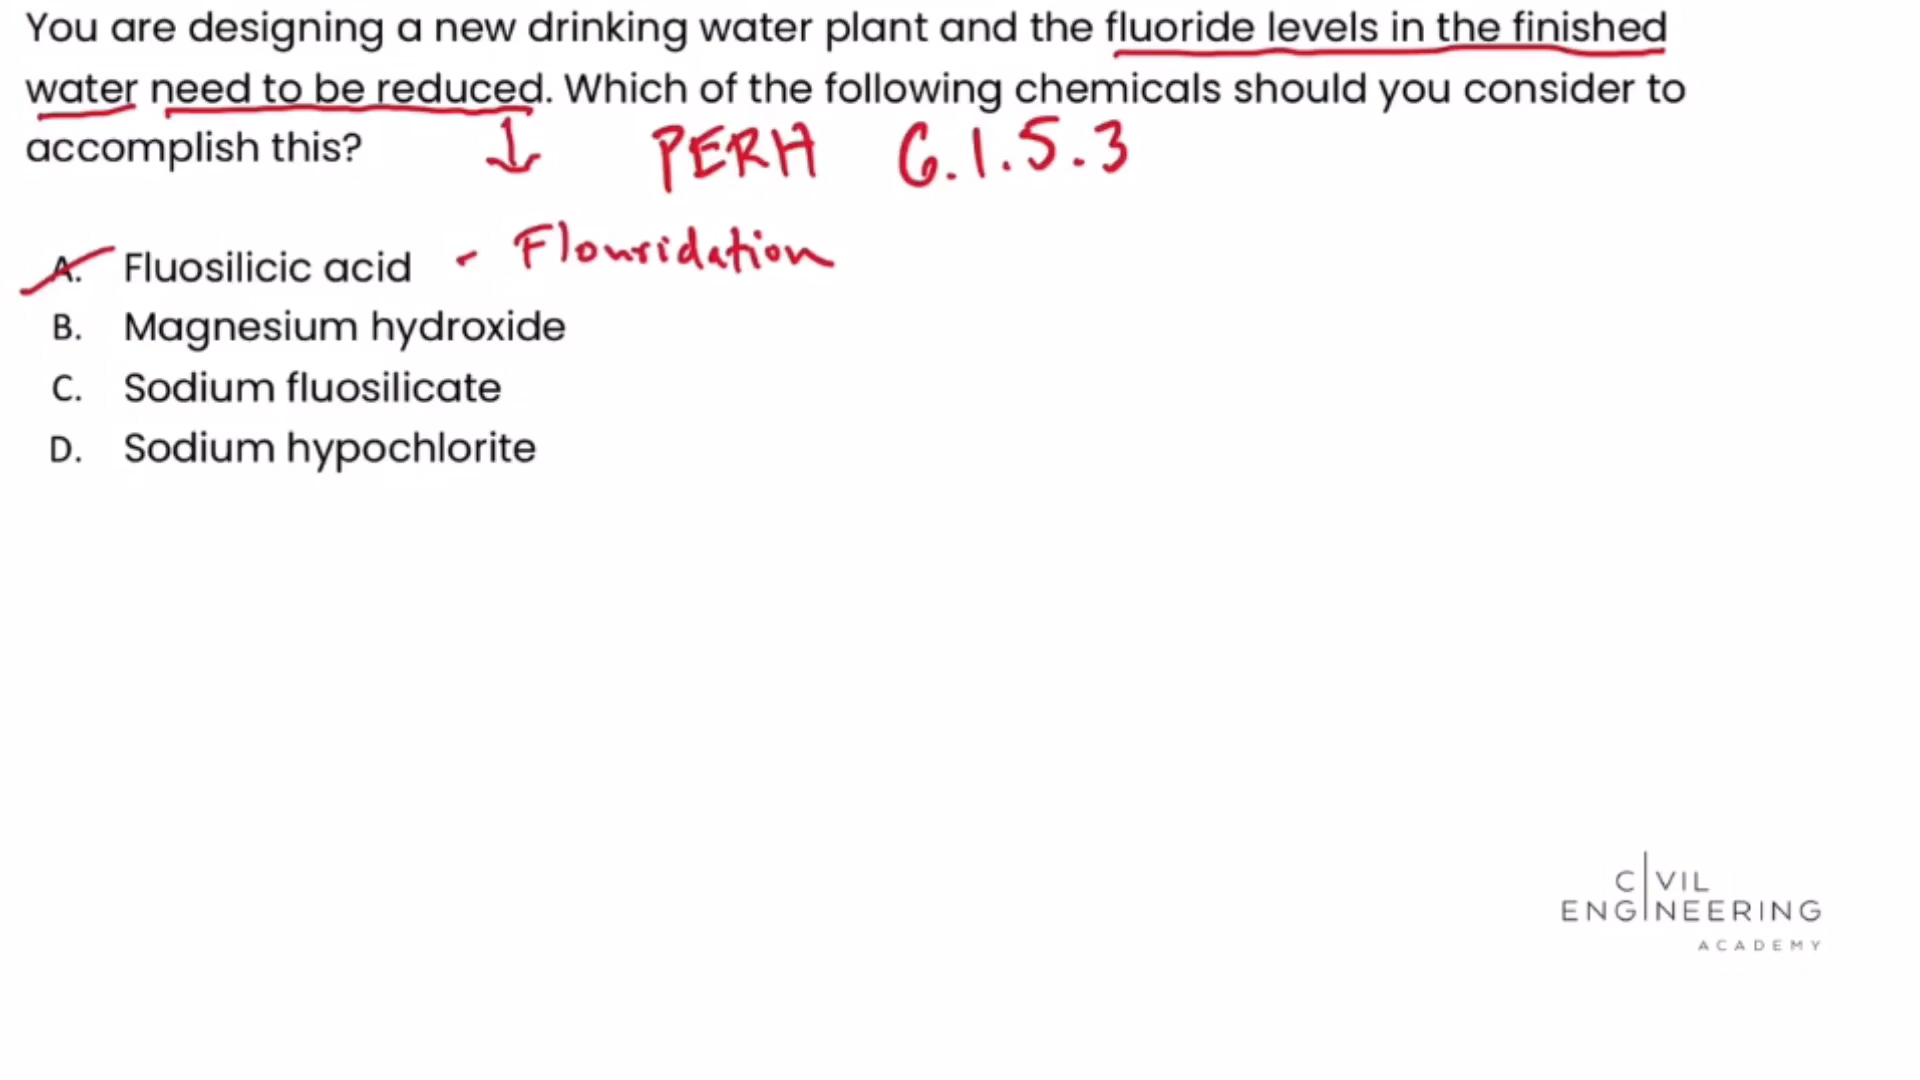 You are designing a new drinking water plant and the fluoride levels in the finished
water need to be reduced. Which of the following chemicals should you consider to
accomplish this?
PERH 6.1.5.3
A. Fluosilicic acid - Flouridation
B. Magnesium hydroxide
C. Sodium fluosilicate
D. Sodium hypochlorite
CIVIL
ENGINEERING
ACADEMY